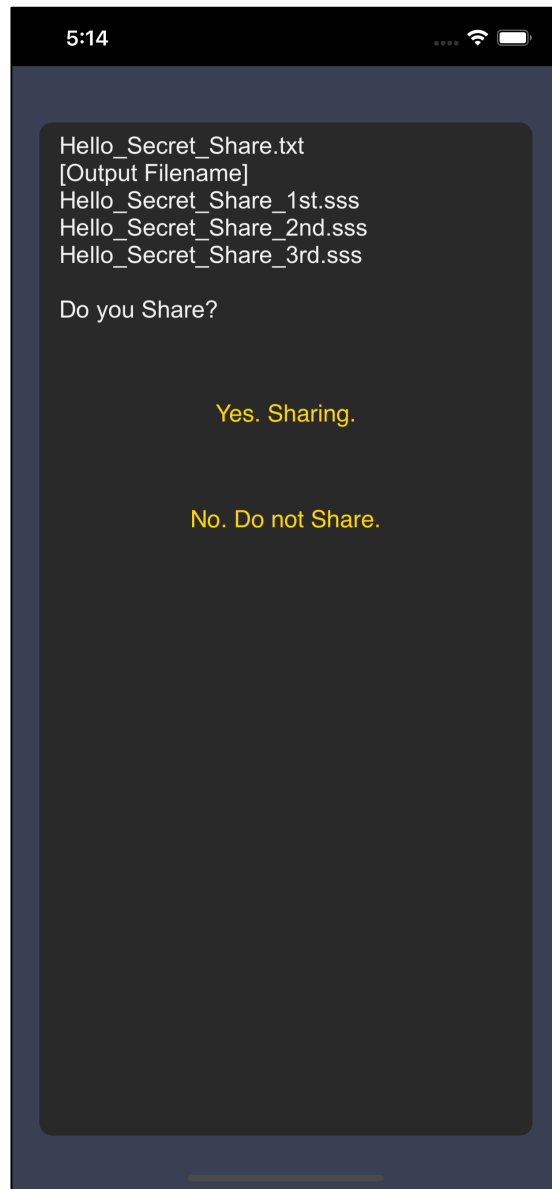 5:14
Hello_Secret_Share.txt
[Output Filename]
Hello_Secret_Share_1st.sss
Hello_Secret_Share_2nd.sss
Hello_Secret_Share_3rd.sss
Do you Share?
Yes. Sharing.
No. Do not Share.